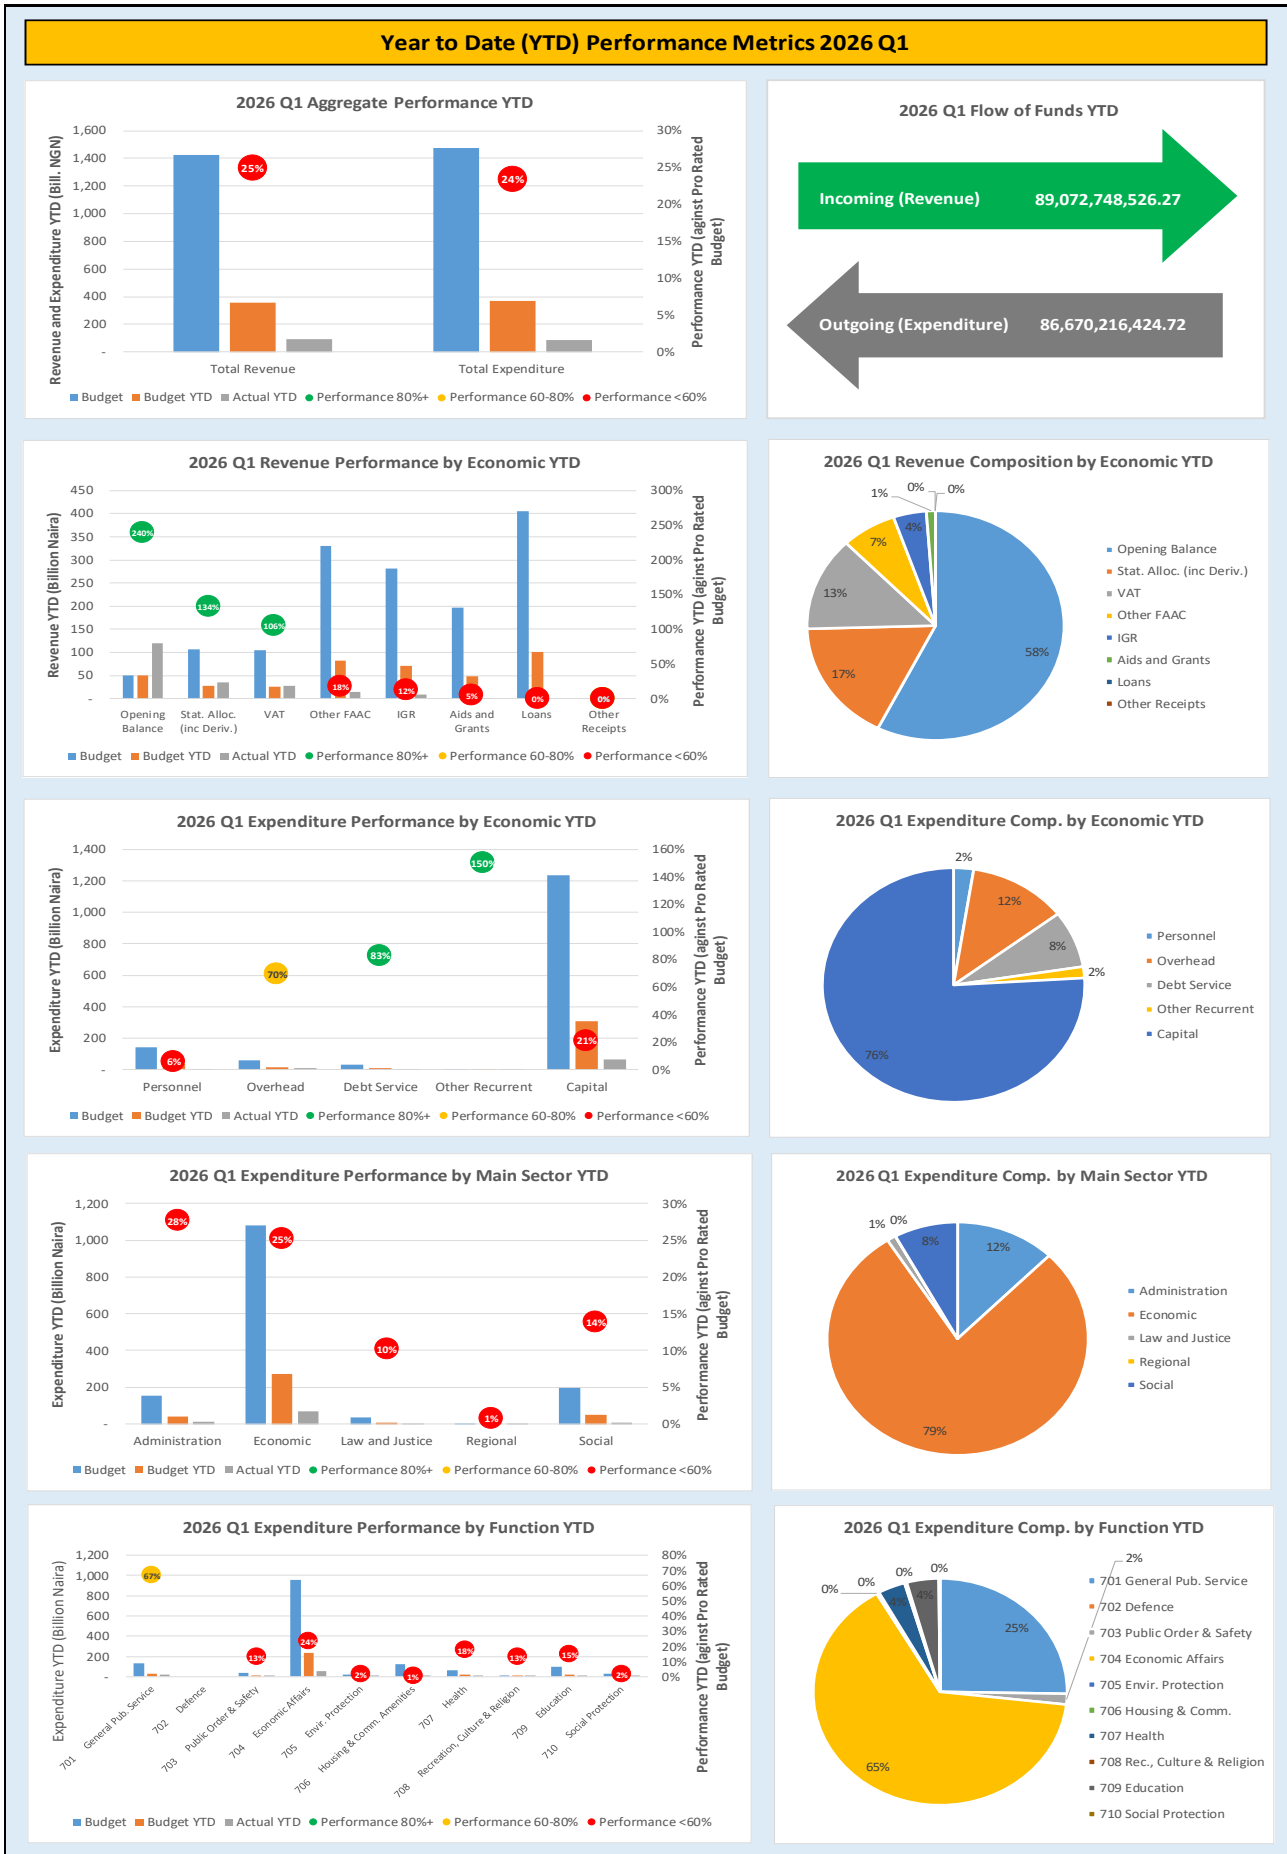 Year to Date (YTD) Performance Metrics 2026 Q1
2026 Q1 Aggregate Performance YTD
Revenue and Expenditure YTD (Bill. NGN)
1,600
1,400
1,200
1,000
800
600
400
200
-
25%
24%
30%
25%
20%
15%
10%
5%
0%
Performance YTD (aginst Pro Rated Budget)
Total Revenue
Total Expenditure
Budget
Budget YTD
Actual YTD
Performance 80%+
Performance 60-80%
Performance <60%
2026 Q1 Flow of Funds YTD
Incoming (Revenue) 89,072,748,526.27
Outgoing (Expenditure) 86,670,216,424.72
2026 Q1 Revenue Performance by Economic YTD
Revenue YTD (Billion Naira)
450
400
350
300
250
200
150
100
50
-
240%
134%
106%
18%
12%
5%
0%
0%
300%
250%
200%
150%
100%
50%
0%
Performance YTD (aginst Pro Rated Budget)
Opening Balance
Stat. Alloc. (inc Deriv.)
VAT
Other FAAC
IGR
Aids and Grants
Loans
Other Receipts
Budget
Budget YTD
Actual YTD
Performance 80%+
Performance 60-80%
Performance <60%
2026 Q1 Revenue Composition by Economic YTD
0%
0%
1%
4%
7%
13%
17%
58%
Opening Balance
Stat. Alloc. (inc Deriv.)
VAT
Other FAAC
IGR
Aids and Grants
Loans
Other Receipts
2026 Q1 Expenditure Performance by Economic YTD
Expenditure YTD (Billion Naira)
1,400
1,200
1,000
800
600
400
200
-
6%
70%
83%
150%
21%
160%
140%
120%
100%
80%
60%
40%
20%
0%
Performance YTD (aginst Pro Rated Budget)
Personnel
Overhead
Debt Service
Other Recurrent
Capital
Budget
Budget YTD
Actual YTD
Performance 80%+
Performance 60-80%
Performance <60%
2026 Q1 Expenditure Comp. by Economic YTD
2%
12%
8%
2%
76%
Personnel
Overhead
Debt Service
Other Recurrent
Capital
2026 Q1 Expenditure Performance by Main Sector YTD
Expenditure YTD (Billion Naira)
1,200
1,000
800
600
400
200
-
28%
25%
10%
1%
14%
30%
25%
20%
15%
10%
5%
0%
Performance YTD (aginst Pro Rated Budget)
Administration
Economic
Law and Justice
Regional
Social
Budget
Budget YTD
Actual YTD
Performance 80%+
Performance 60-80%
Performance <60%
2026 Q1 Expenditure Comp. by Main Sector YTD
1%
0%
8%
12%
79%
Administration
Economic
Law and Justice
Regional
Social
2026 Q1 Expenditure Performance by Function YTD
Expenditure YTD (Billion Naira)
1,200
1,000
800
600
400
200
-
67%
13%
24%
2%
1%
18%
13%
15%
2%
80%
70%
60%
50%
40%
30%
20%
10%
0%
Performance YTD (aginst Pro Rated Budget)
701 General Pub. Service
702 Defence
703 Public Order & Safety
704 Economic Affairs
705 Envir. Protection
706 Housing & Comm. Amenities
707 Health
708 Recreation, Culture & Religion
709 Education
710 Social Protection
Budget
Budget YTD
Actual YTD
Performance 80%+
Performance 60-80%
Performance <60%
2026 Q1 Expenditure Comp. by Function YTD
2%
0%
0%
0%
0%
4%
4%
25%
65%
701 General Pub. Service
702 Defence
703 Public Order & Safety
704 Economic Affairs
705 Envir. Protection
706 Housing & Comm.
707 Health
708 Rec., Culture & Religion
709 Education
710 Social Protection